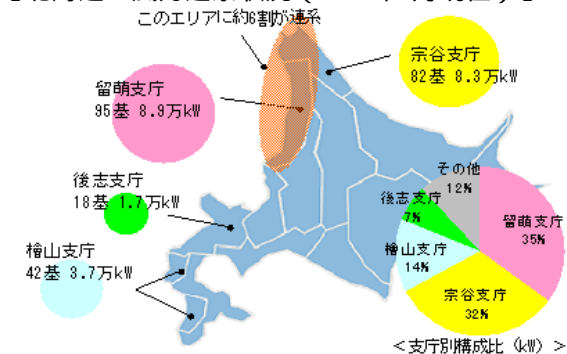 このエリアに約6割が連系
宗谷支庁
82基 8.3万kW
留萌支庁
95基 8.9万kW
後志支庁
18基 1.7万kW
檜山支庁
42基 3.7万kW
その他
12%
後志支庁
7%
檜山支庁
14%
留萌支庁
35%
宗谷支庁
32%
＜支庁別構成比（kW）＞